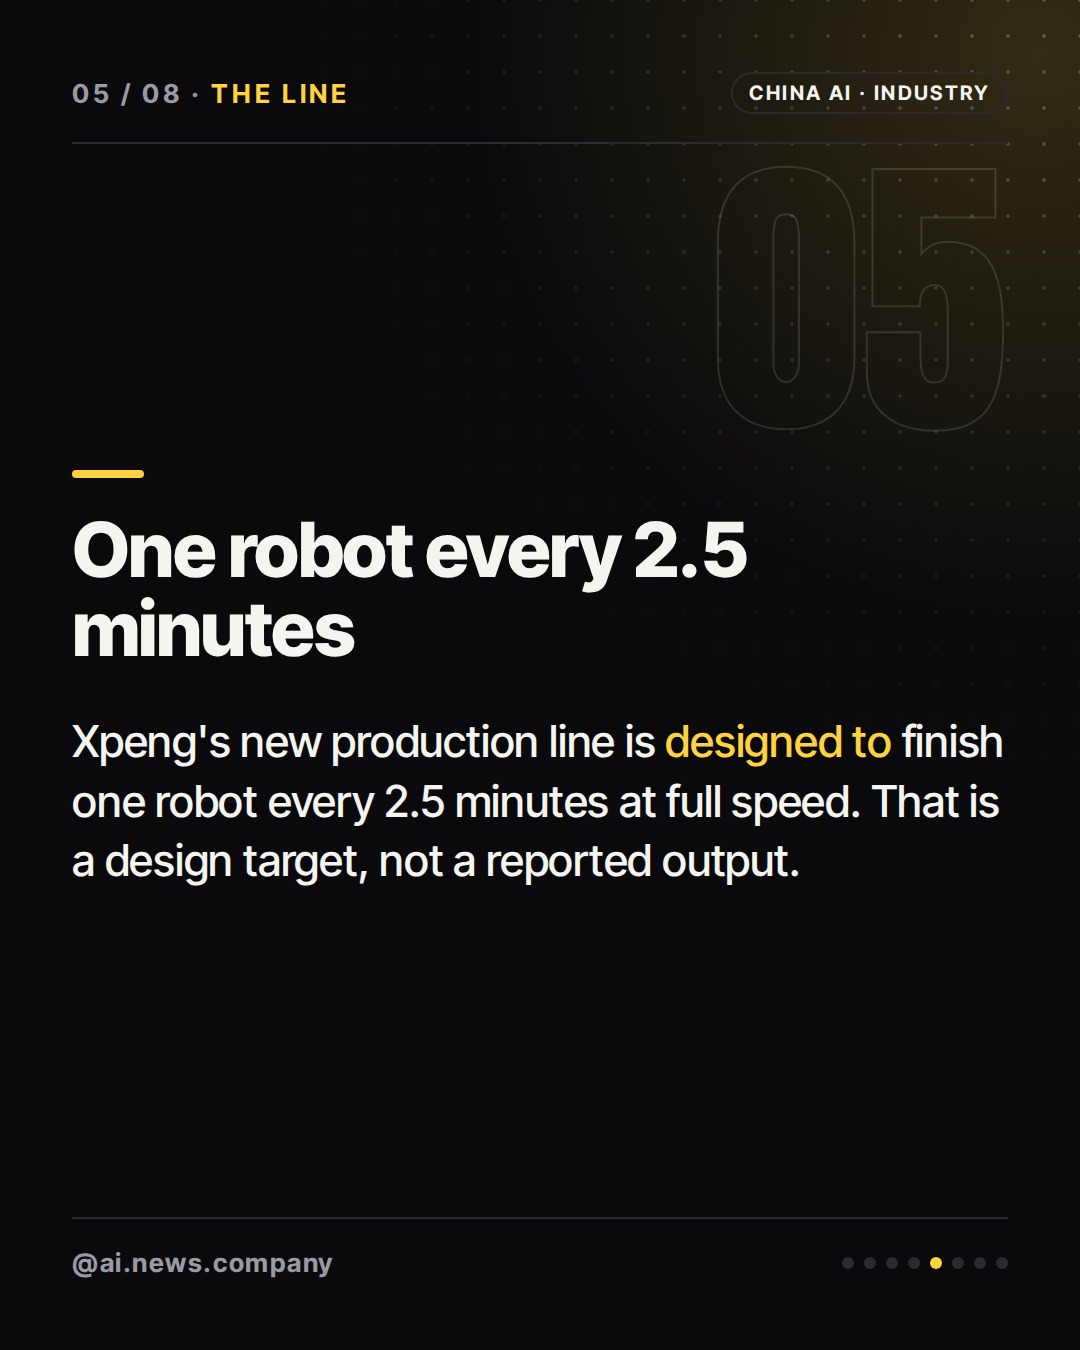 05 / 08 · THE LINE
CHINA AI · INDUSTRY
05
One robot every 2.5
minutes
Xpeng's new production line is designed to finish
one robot every 2.5 minutes at full speed. That is
a design target, not a reported output.
@ai.news.company